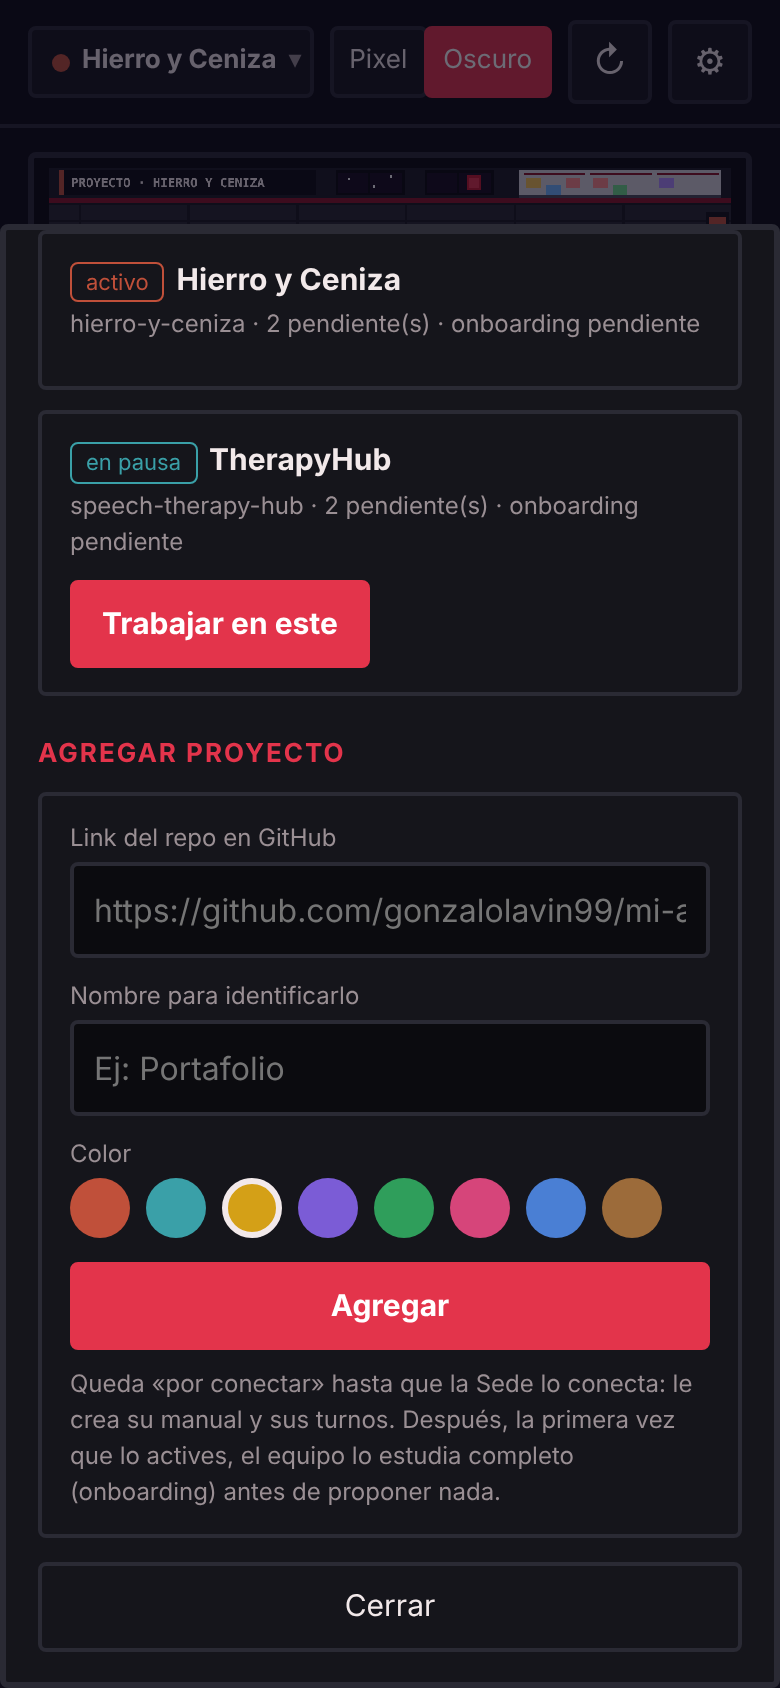 Hierro y Ceniza ▾ Pixel Oscuro
PROYECTO · HIERRO Y CENIZA
activo Hierro y Ceniza
hierro-y-ceniza · 2 pendiente(s) · onboarding pendiente
en pausa TherapyHub
speech-therapy-hub · 2 pendiente(s) · onboarding
pendiente
Trabajar en este
AGREGAR PROYECTO
Link del repo en GitHub
https://github.com/gonzalolavin99/mi-a
Nombre para identificarlo
Ej: Portafolio
Color
Agregar
Queda «por conectar» hasta que la Sede lo conecta: le
crea su manual y sus turnos. Después, la primera vez
que lo actives, el equipo lo estudia completo
(onboarding) antes de proponer nada.
Cerrar